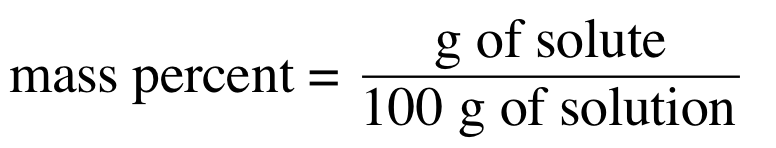 mass percent = g of solute
100 g of solution